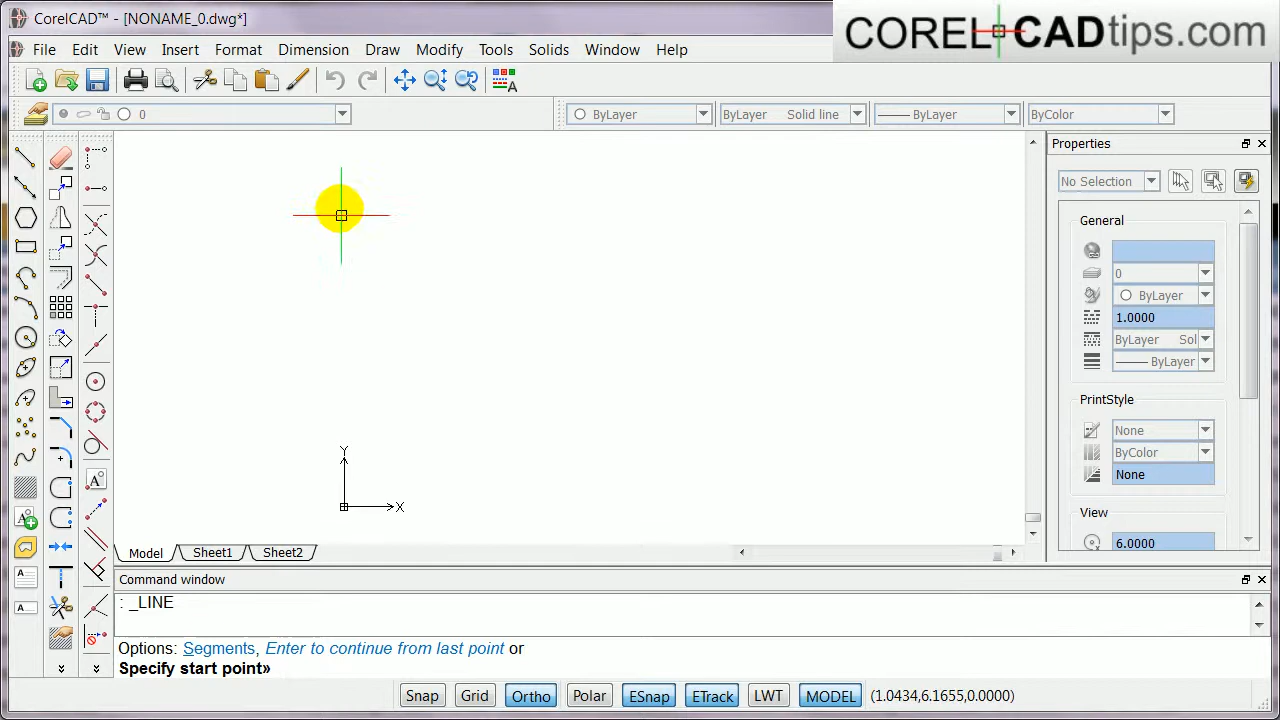 CorelCAD™ - [NONAME_0.dwg*]
CORELCADtips.com
File Edit View Insert Format Dimension Draw Modify Tools Solids Window Help
A
0 ByLayer ByLayer Solid line ByLayer ByColor
Properties
No Selection
General
0
ByLayer
1.0000
ByLayer Sol
ByLayer
PrintStyle
None
ByColor
None
View
6.0000
Y
X
A
A
A
A
Model Sheet1 Sheet2
Command window
: _LINE
Options: Segments, Enter to continue from last point or
Specify start point»
Snap Grid Ortho Polar ESnap ETrack LWT MODEL (1.0434,6.1655,0.0000)